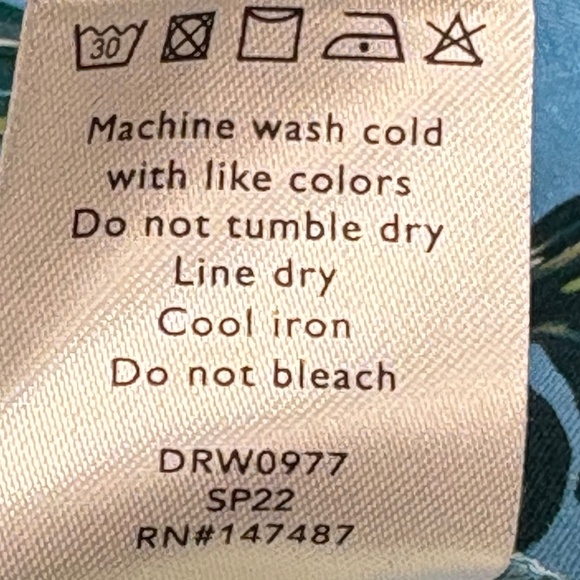 30
Machine wash cold
with like colors
Do not tumble dry
Line dry
Cool iron
Do not bleach
DRW0977
SP22
RN#147487